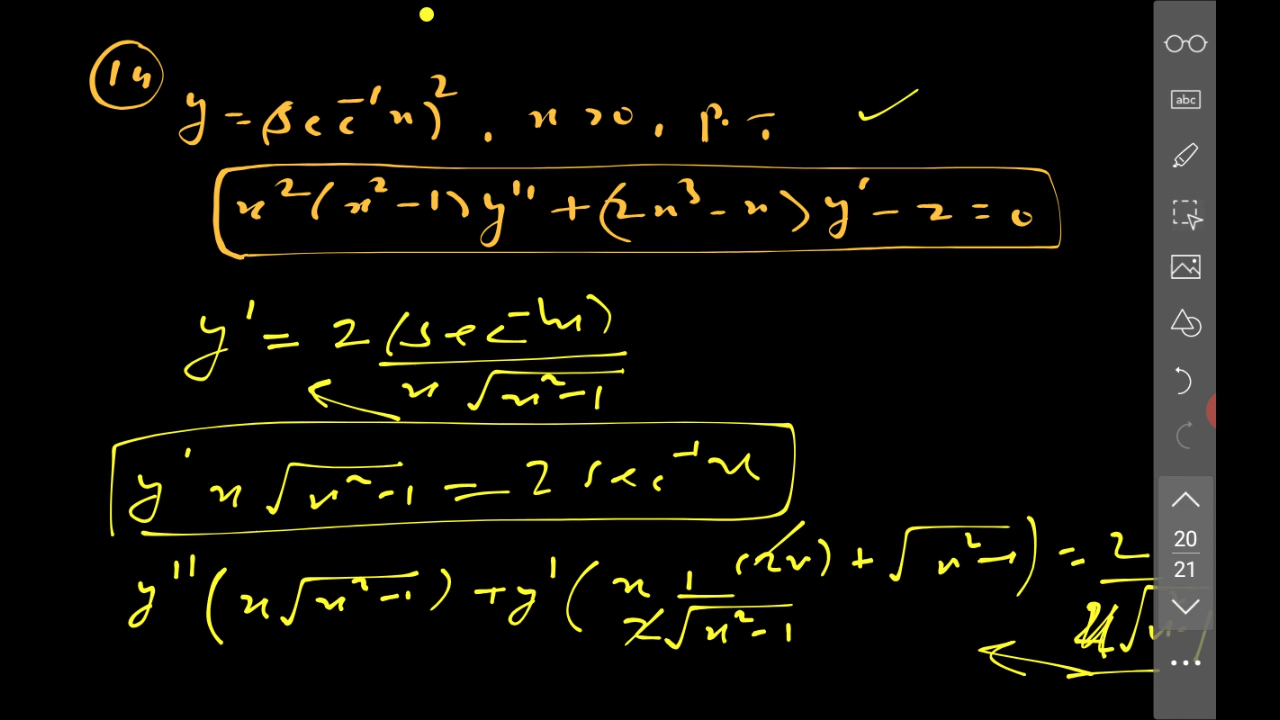 14
y = (sec⁻¹x)², x > 0, P.T
x²(x²-1)y'' + (2x³-x)y' - 2 = 0
y' = 2 (sec⁻¹x) / x √x²-1
y' x √x²-1 = 2 sec⁻¹x
y''(x√x²-1) + y'(x 1/2√x²-1 (2x) + √x²-1) = 2
abc
20
21